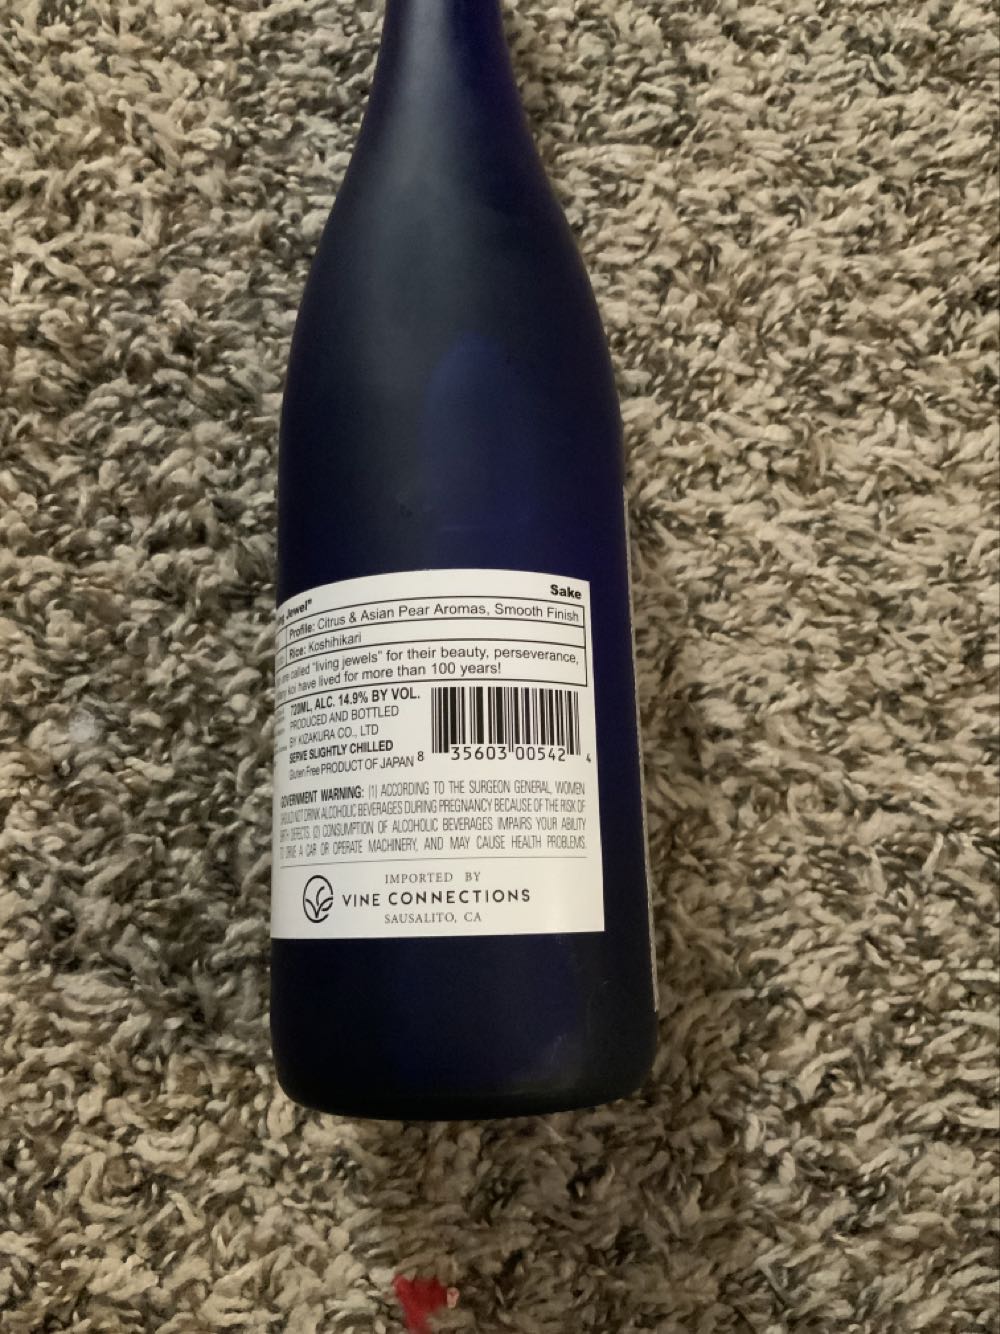 Sake
Jewel"
Profile: Citrus & Asian Pear Aromas, Smooth Finish
Rice: Koshihikari
are called "living jewels" for their beauty, perseverance,
koi have lived for more than 100 years!
720ML, ALC. 14.9% BY VOL.
PRODUCED AND BOTTLED
BY KIZAKURA CO., LTD
SERVE SLIGHTLY CHILLED
Gluten Free PRODUCT OF JAPAN
8 35603 00542 4
GOVERNMENT WARNING: (1) ACCORDING TO THE SURGEON GENERAL, WOMEN
SHOULD NOT DRINK ALCOHOLIC BEVERAGES DURING PREGNANCY BECAUSE OF THE RISK OF
BIRTH DEFECTS. (2) CONSUMPTION OF ALCOHOLIC BEVERAGES IMPAIRS YOUR ABILITY
TO DRIVE A CAR OR OPERATE MACHINERY, AND MAY CAUSE HEALTH PROBLEMS.
IMPORTED BY
VINE CONNECTIONS
SAUSALITO, CA